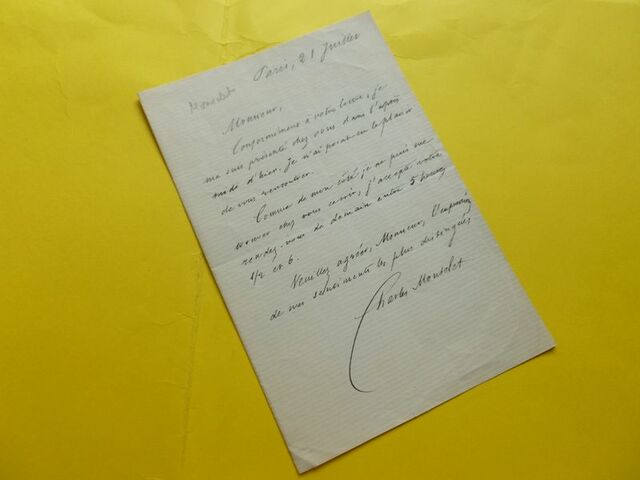 Paris, 21 Juillet
Monselet
Monsieur,
Conformément à votre lettre, je
me suis présenté chez vous dans l'après
midi d'hier. Je n'ai point eu le plaisir
de vous rencontrer.
Comme de mon côté je ne puis me
trouver chez vous ce soir, j'accepte votre
rendez-vous de demain entre 5 heures
1/2 et 6.
Veuillez agréer, Monsieur, l'expression
de mes sentiments les plus distingués
Charles Monselet